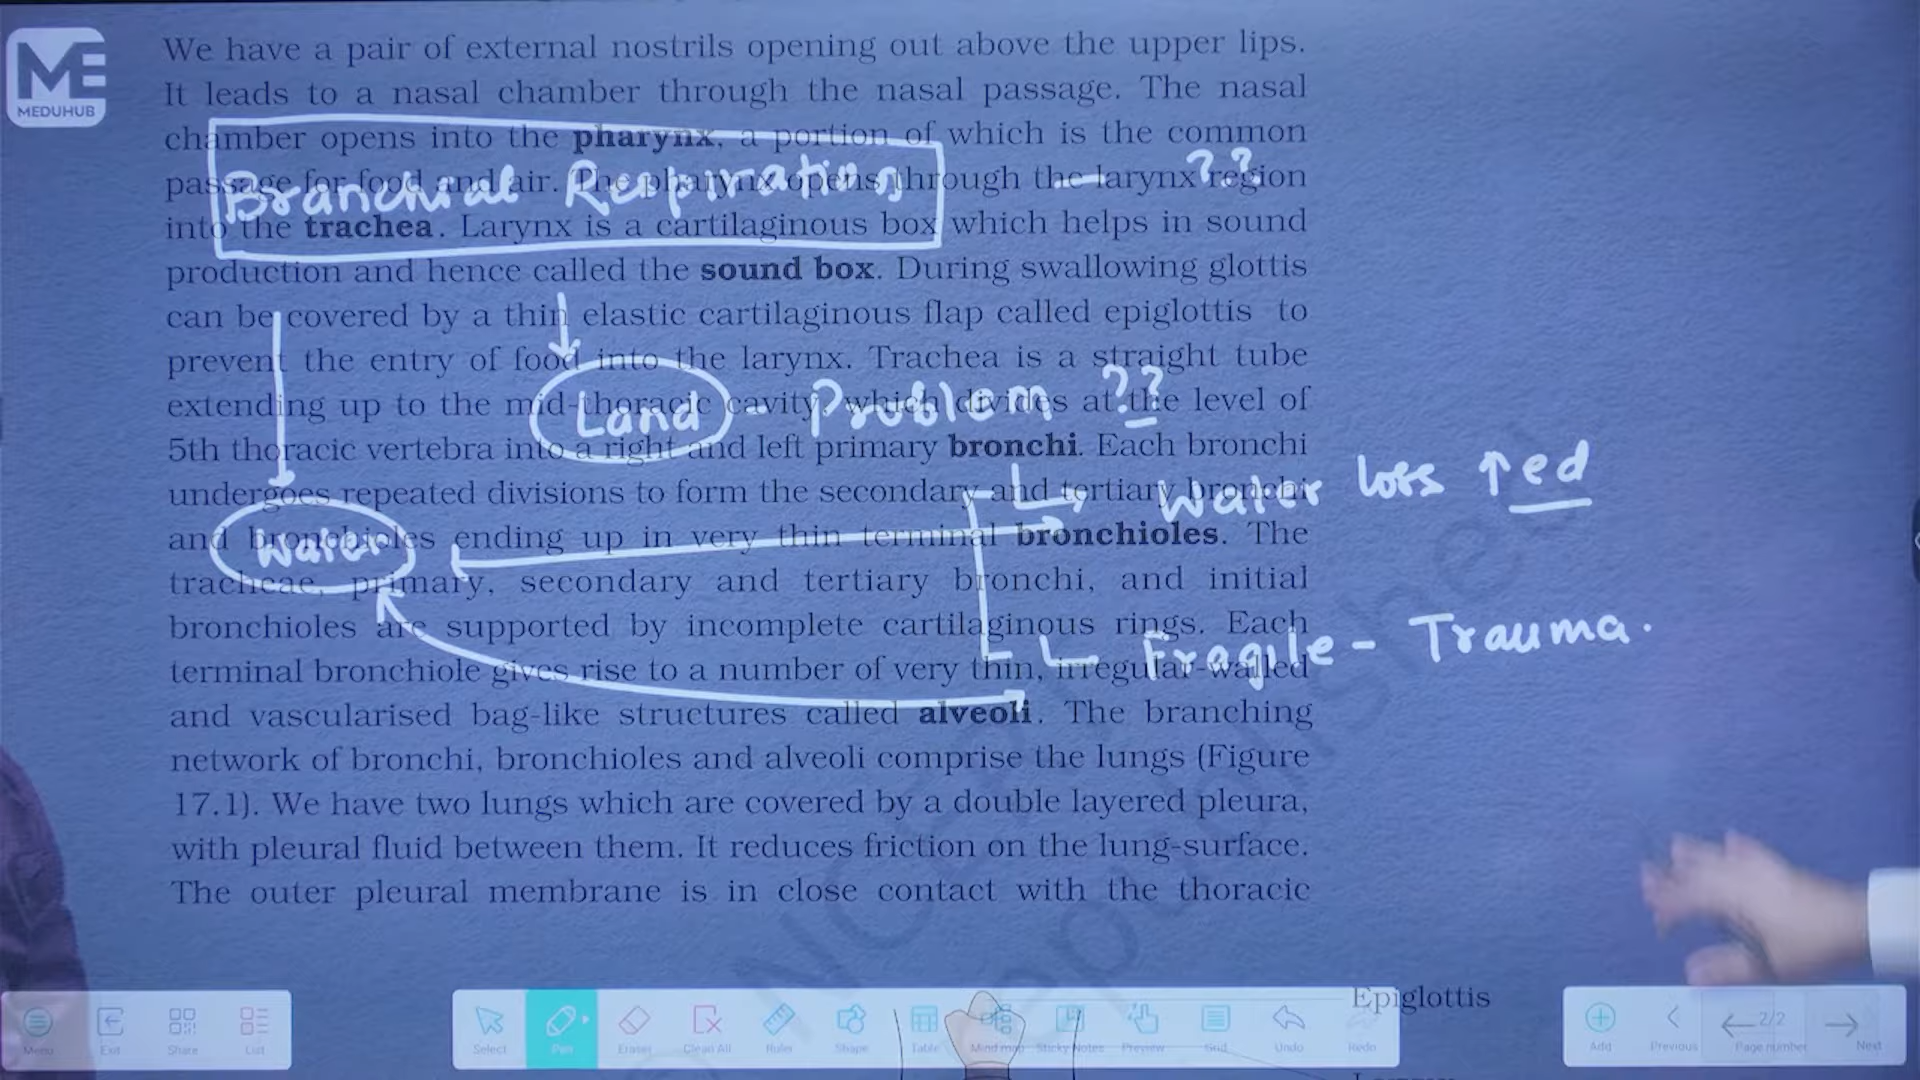 ME
MEDUHUB
We have a pair of external nostrils opening out above the upper lips.
It leads to a nasal chamber through the nasal passage. The nasal
chamber opens into the pharynx, a portion of which is the common
passage for food and air. The pharynx opens through the larynx region
Branchial Respiration ??
into the trachea. Larynx is a cartilaginous box which helps in sound
production and hence called the sound box. During swallowing glottis
can be covered by a thin elastic cartilaginous flap called epiglottis to
prevent the entry of food into the larynx. Trachea is a straight tube
extending up to the mid-thoracic cavity, which divides at the level of
Land - Problem ??
5th thoracic vertebra into a right and left primary bronchi. Each bronchi
undergoes repeated divisions to form the secondary and tertiary bronchi
Water loss ↑ed
and bronchioles ending up in very thin terminal bronchioles. The
Water
tracheae, primary, secondary and tertiary bronchi, and initial
bronchioles are supported by incomplete cartilaginous rings. Each
Fragile - Trauma.
terminal bronchiole gives rise to a number of very thin, irregular-walled
and vascularised bag-like structures called alveoli. The branching
network of bronchi, bronchioles and alveoli comprise the lungs (Figure
17.1). We have two lungs which are covered by a double layered pleura,
with pleural fluid between them. It reduces friction on the lung-surface.
The outer pleural membrane is in close contact with the thoracic
Epiglottis
Menu Exit Share List Select Pen Eraser Clean All Ruler Shape Table Mind map Sticky Notes Preview Grid Undo Redo Add Previous 2/2 Page number Next